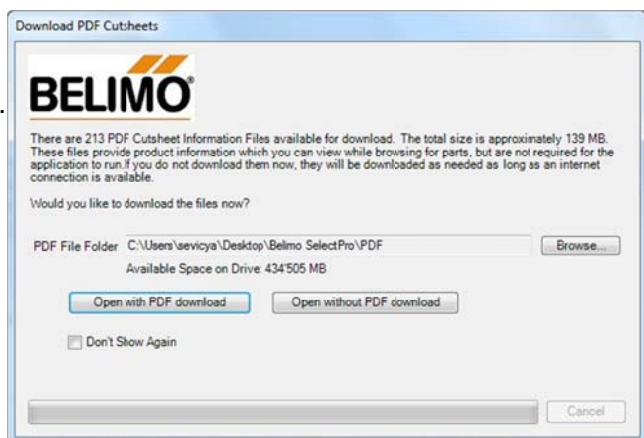 Download PDF Cutsheets
BELIMO®
There are 213 PDF Cutsheet Information Files available for download. The total size is approximately 139 MB.
These files provide product information which you can view while browsing for parts, but are not required for the
application to run.If you do not download them now, they will be downloaded as needed as long as an internet
connection is available.
Would you like to download the files now?
PDF File Folder C:\Users\sevicya\Desktop\Belimo SelectPro\PDF Browse...
Available Space on Drive: 434'505 MB
Open with PDF download Open without PDF download
Don't Show Again
Cancel